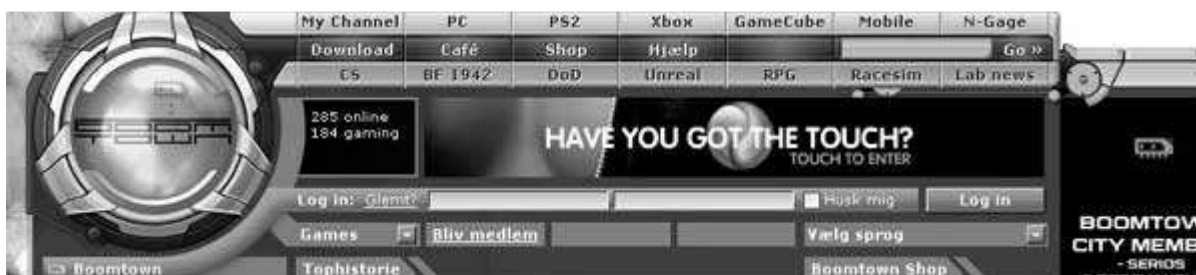 My Channel PC PS2 Xbox GameCube Mobile N-Gage
Download Café Shop Hjælp Go »
CS BF 1942 DoD Unreal RPG Racesim Lab news
285 online
184 gaming
HAVE YOU GOT THE TOUCH?
TOUCH TO ENTER
Log in: Glemt? Husk mig Log in
Games Bliv medlem Vælg sprog
BOOMTOW
CITY MEMBE
- SERIOS
Boomtown Tophistorie Boomtown Shop